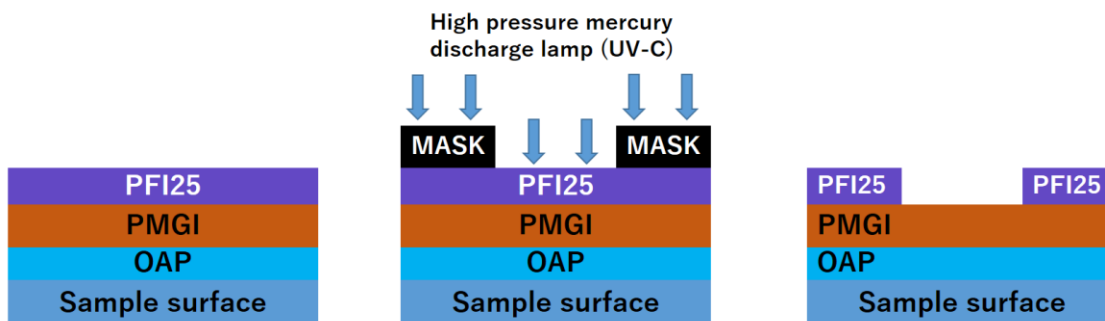 High pressure mercury
discharge lamp (UV-C)
MASK MASK
PFI25 PFI25 PFI25 PFI25
PMGI PMGI PMGI
OAP OAP OAP
Sample surface Sample surface Sample surface